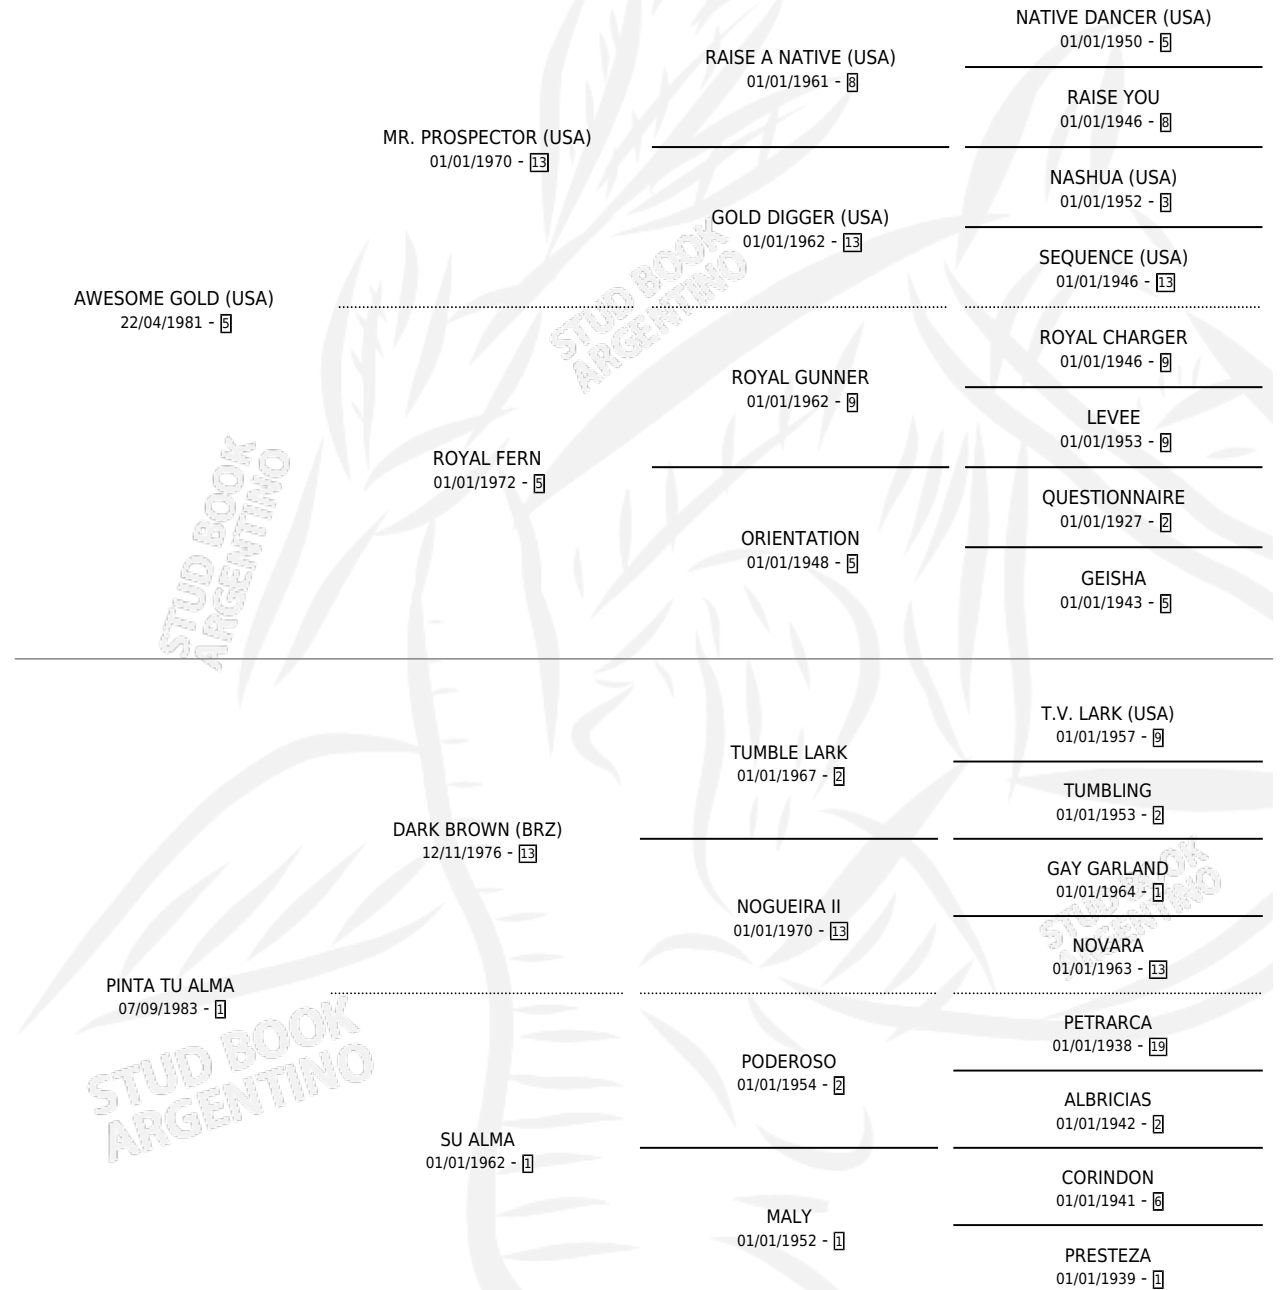 NATIVE DANCER (USA)
01/01/1950 - 5
RAISE A NATIVE (USA)
01/01/1961 - 8
RAISE YOU
01/01/1946 - 8
MR. PROSPECTOR (USA)
01/01/1970 - 13
NASHUA (USA)
01/01/1952 - 3
GOLD DIGGER (USA)
01/01/1962 - 13
SEQUENCE (USA)
01/01/1946 - 13
AWESOME GOLD (USA)
22/04/1981 - 5
STUD BOOK
ARGENTINO
ROYAL CHARGER
01/01/1946 - 9
ROYAL GUNNER
01/01/1962 - 9
LEVEE
01/01/1953 - 9
ROYAL FERN
01/01/1972 - 5
QUESTIONNAIRE
01/01/1927 - 2
ORIENTATION
01/01/1948 - 5
GEISHA
01/01/1943 - 5
STUD BOOK
ARGENTINO
T.V. LARK (USA)
01/01/1957 - 9
TUMBLE LARK
01/01/1967 - 2
TUMBLING
01/01/1953 - 2
DARK BROWN (BRZ)
12/11/1976 - 13
GAY GARLAND
01/01/1964 - 1
NOGUEIRA II
01/01/1970 - 13
STUD BOOK
ARGENTINO
NOVARA
01/01/1963 - 13
PINTA TU ALMA
07/09/1983 - 1
STUD BOOK
ARGENTINO
PETRARCA
01/01/1938 - 19
PODEROSO
01/01/1954 - 2
ALBRICIAS
01/01/1942 - 2
SU ALMA
01/01/1962 - 1
CORINDON
01/01/1941 - 6
MALY
01/01/1952 - 1
PRESTEZA
01/01/1939 - 1